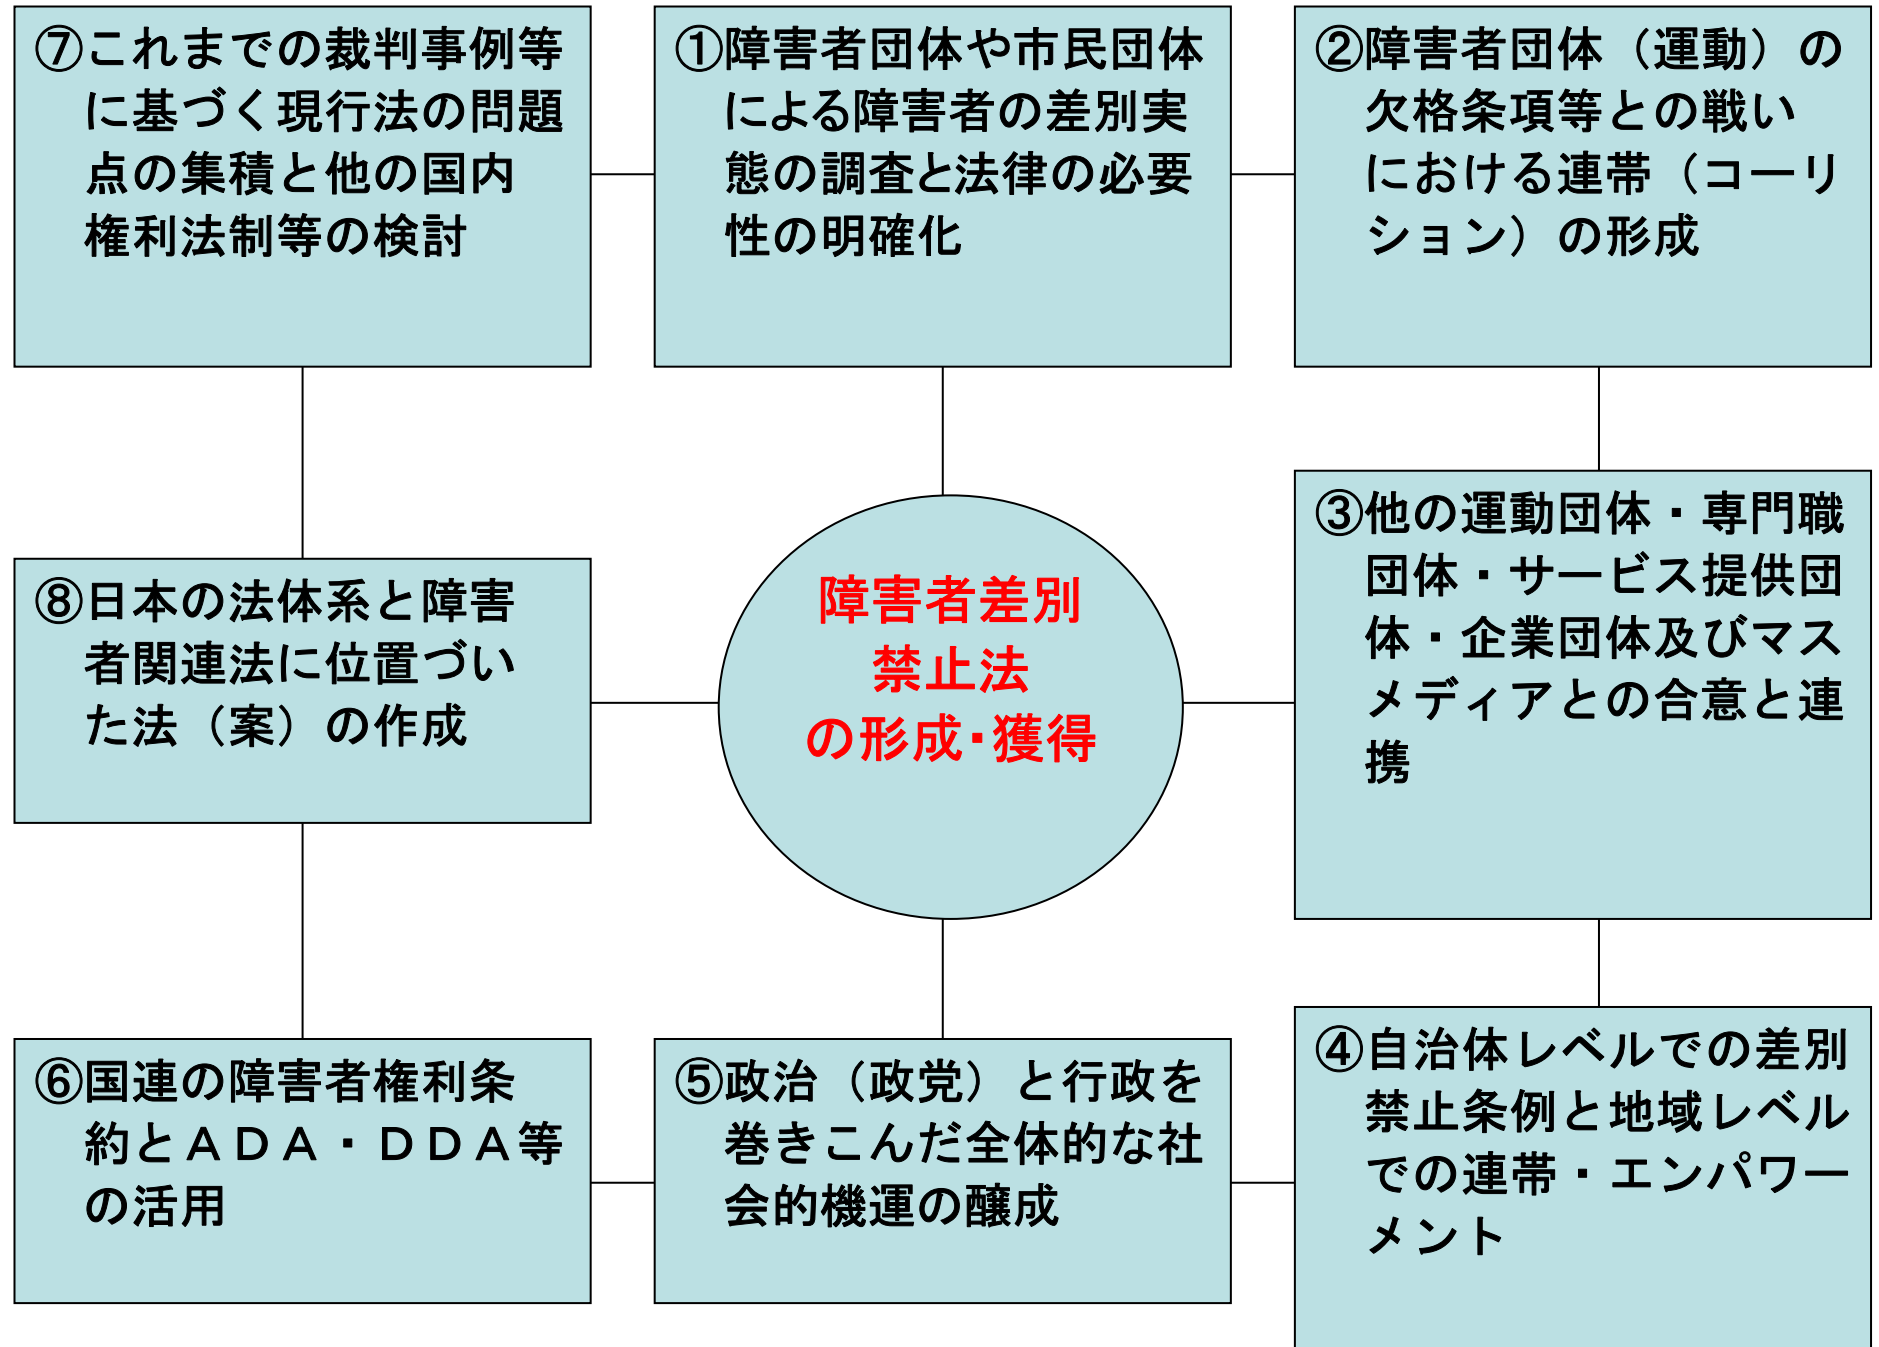 ⑦これまでの裁判事例等
に基づく現行法の問題
点の集積と他の国内
権利法制等の検討
①障害者団体や市民団体
による障害者の差別実
態の調査と法律の必要
性の明確化
②障害者団体（運動）の
欠格条項等との戦い
における連帯（コーリ
ション）の形成
⑧日本の法体系と障害
者関連法に位置づい
た法（案）の作成
障害者差別
禁止法
の形成・獲得
③他の運動団体・専門職
団体・サービス提供団
体・企業団体及びマス
メディアとの合意と連
携
⑥国連の障害者権利条
約とＡＤＡ・ＤＤＡ等
の活用
⑤政治（政党）と行政を
巻きこんだ全体的な社
会的機運の醸成
④自治体レベルでの差別
禁止条例と地域レベル
での連帯・エンパワー
メント